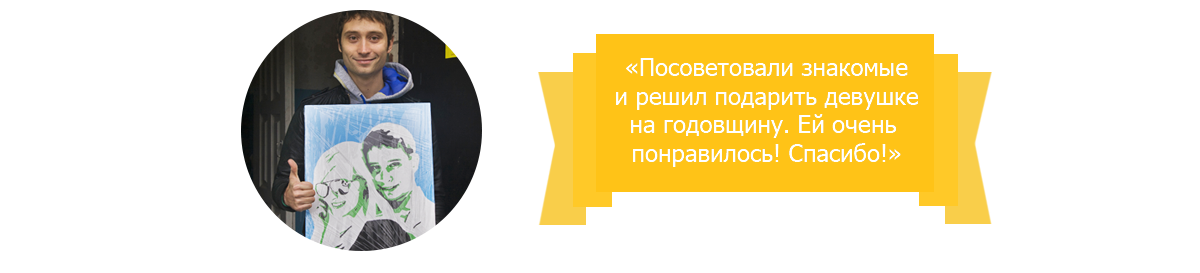 «Посоветовали знакомые
и решил подарить девушке
на годовщину. Ей очень
понравилось! Спасибо!»